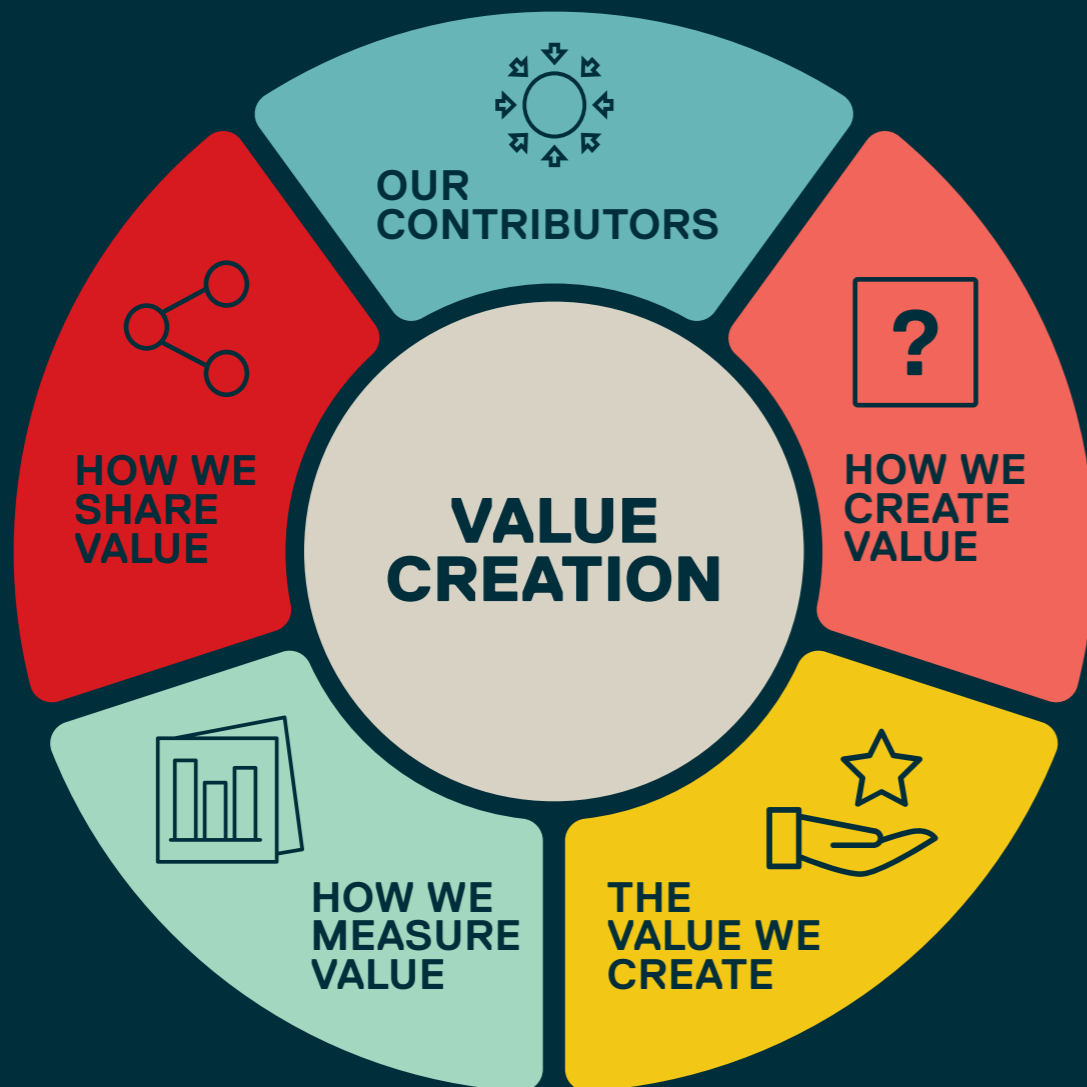 OUR
CONTRIBUTORS
?
HOW WE
CREATE
VALUE
THE
VALUE WE
CREATE
HOW WE
MEASURE
VALUE
HOW WE
SHARE
VALUE
VALUE
CREATION